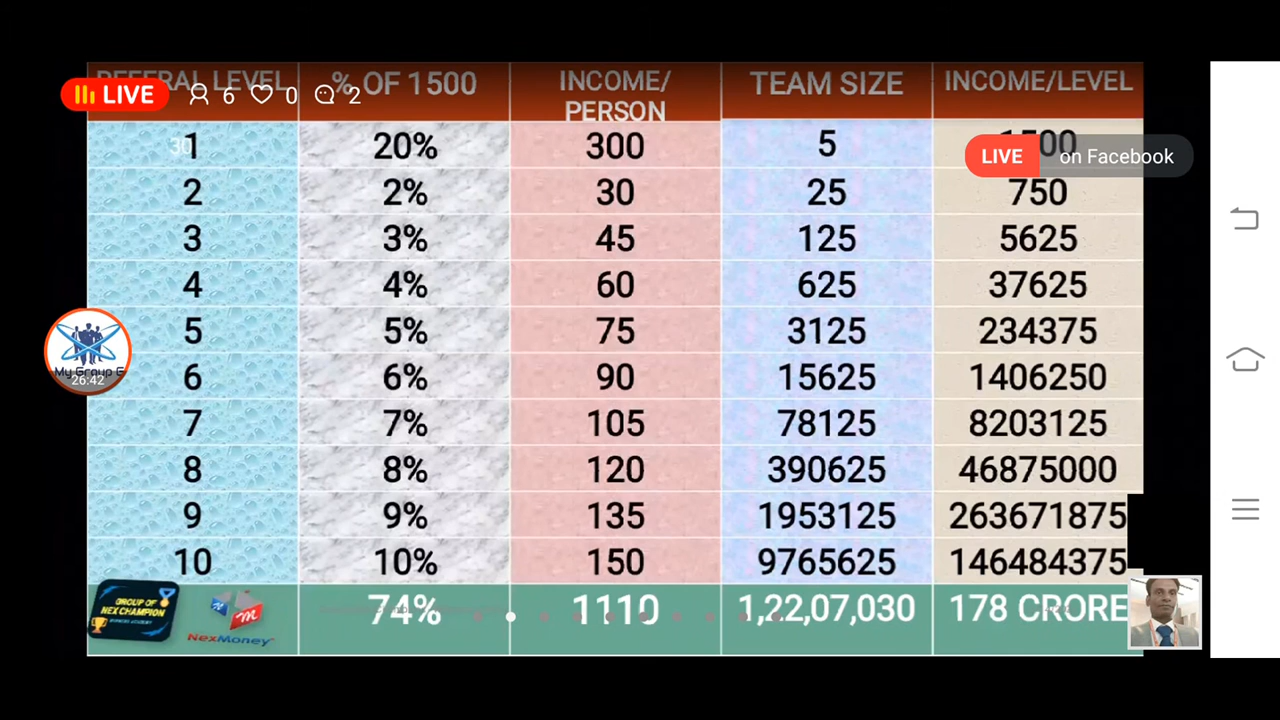 REFERAL LEVEL % OF 1500 INCOME/ PERSON TEAM SIZE INCOME/LEVEL
LIVE 6 0 2
1 20% 300 5 1500
30
LIVE on Facebook
2 2% 30 25 750
3 3% 45 125 5625
4 4% 60 625 37625
5 5% 75 3125 234375
My Group
26:42
6 6% 90 15625 1406250
7 7% 105 78125 8203125
8 8% 120 390625 46875000
9 9% 135 1953125 263671875
10 10% 150 9765625 146484375
74% 1110 1,22,07,030 178 CRORE
GROUP OF
NEX CHAMPION
BUSINESS ACADEMY
NexMoney